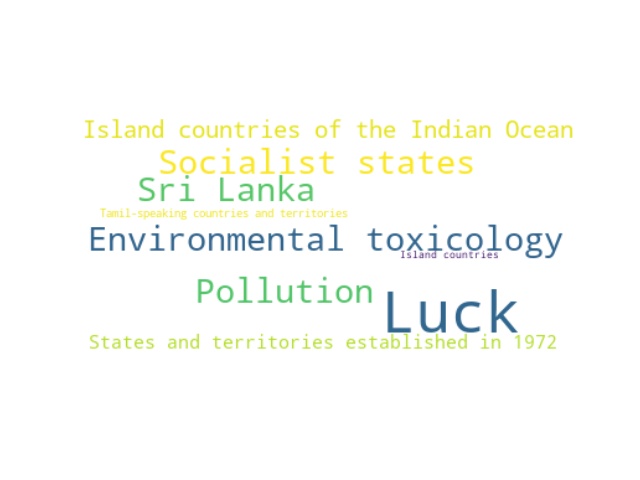 Island countries of the Indian Ocean
Socialist states
Sri Lanka
Tamil-speaking countries and territories
Environmental toxicology
Island countries
Pollution
Luck
States and territories established in 1972